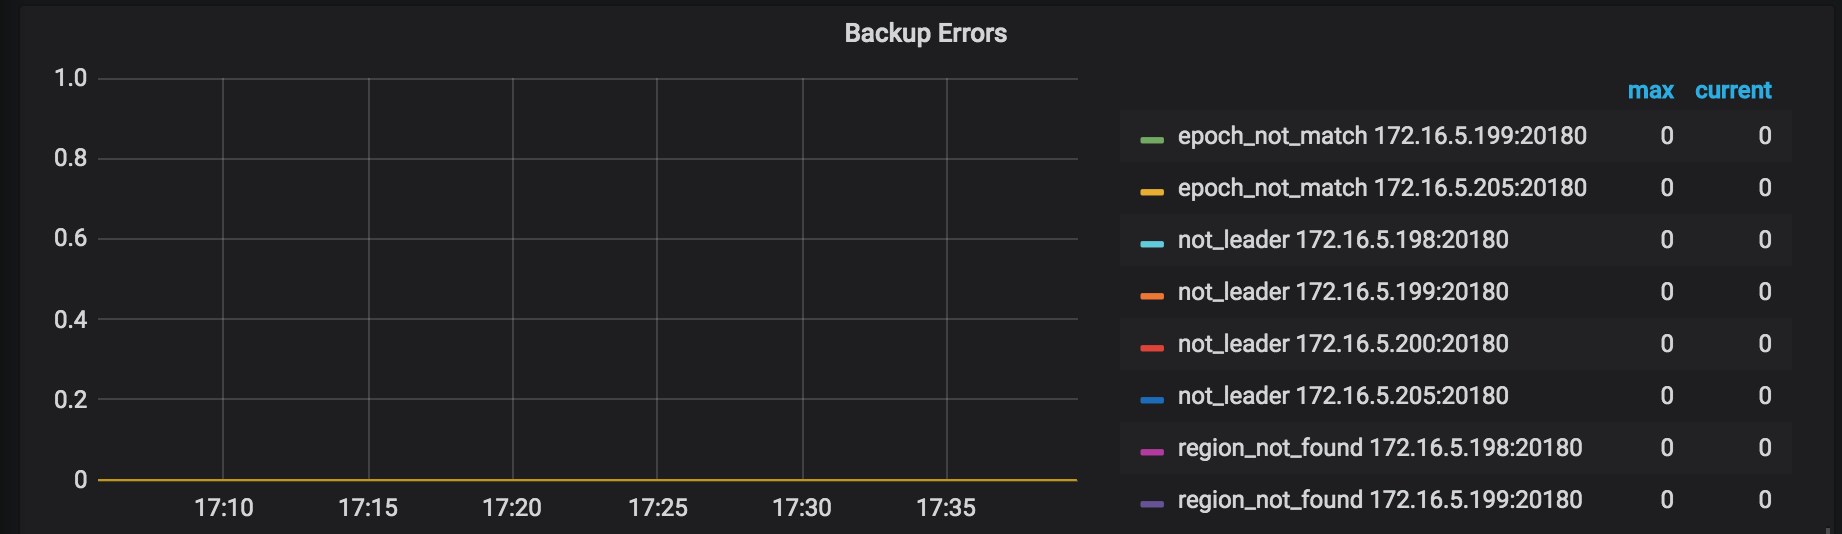 Backup Errors
1.0
0.8
0.6
0.4
0.2
0
17:10 17:15 17:20 17:25 17:30 17:35
max current
epoch_not_match 172.16.5.199:20180 0 0
epoch_not_match 172.16.5.205:20180 0 0
not_leader 172.16.5.198:20180 0 0
not_leader 172.16.5.199:20180 0 0
not_leader 172.16.5.200:20180 0 0
not_leader 172.16.5.205:20180 0 0
region_not_found 172.16.5.198:20180 0 0
region_not_found 172.16.5.199:20180 0 0